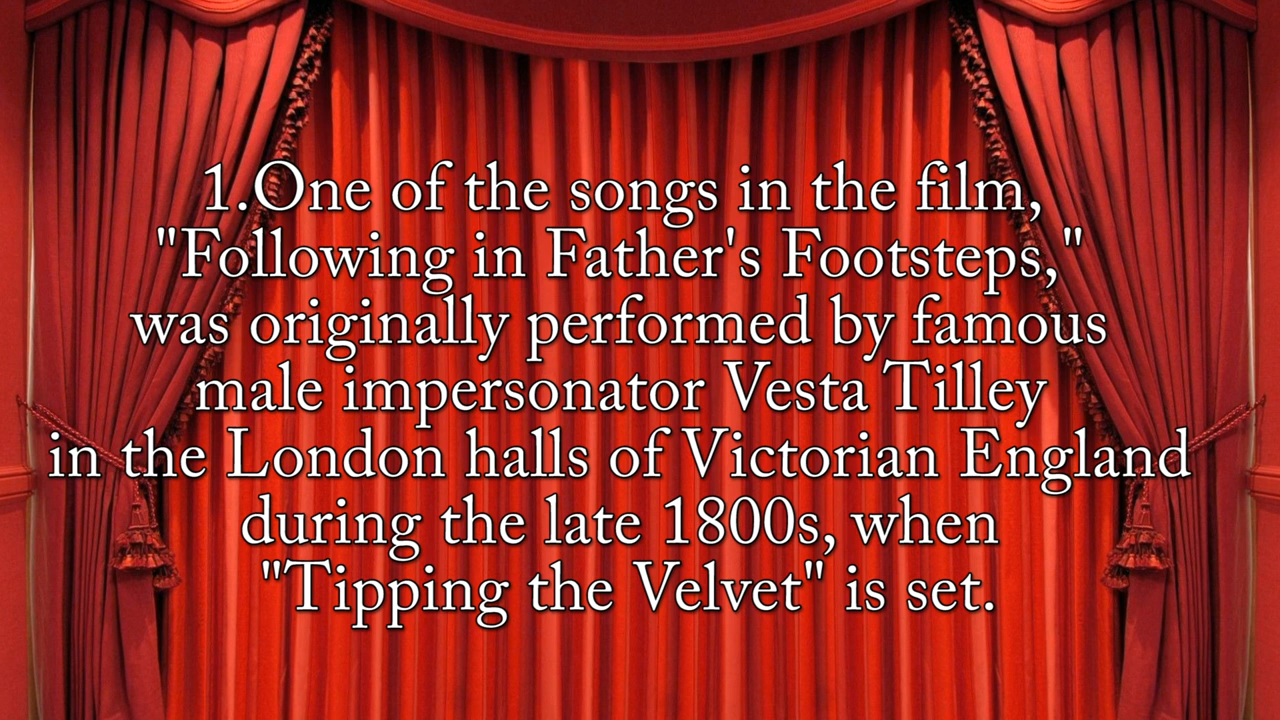 1.One of the songs in the film,
"Following in Father's Footsteps,"
was originally performed by famous
male impersonator Vesta Tilley
in the London halls of Victorian England
during the late 1800s, when
"Tipping the Velvet" is set.